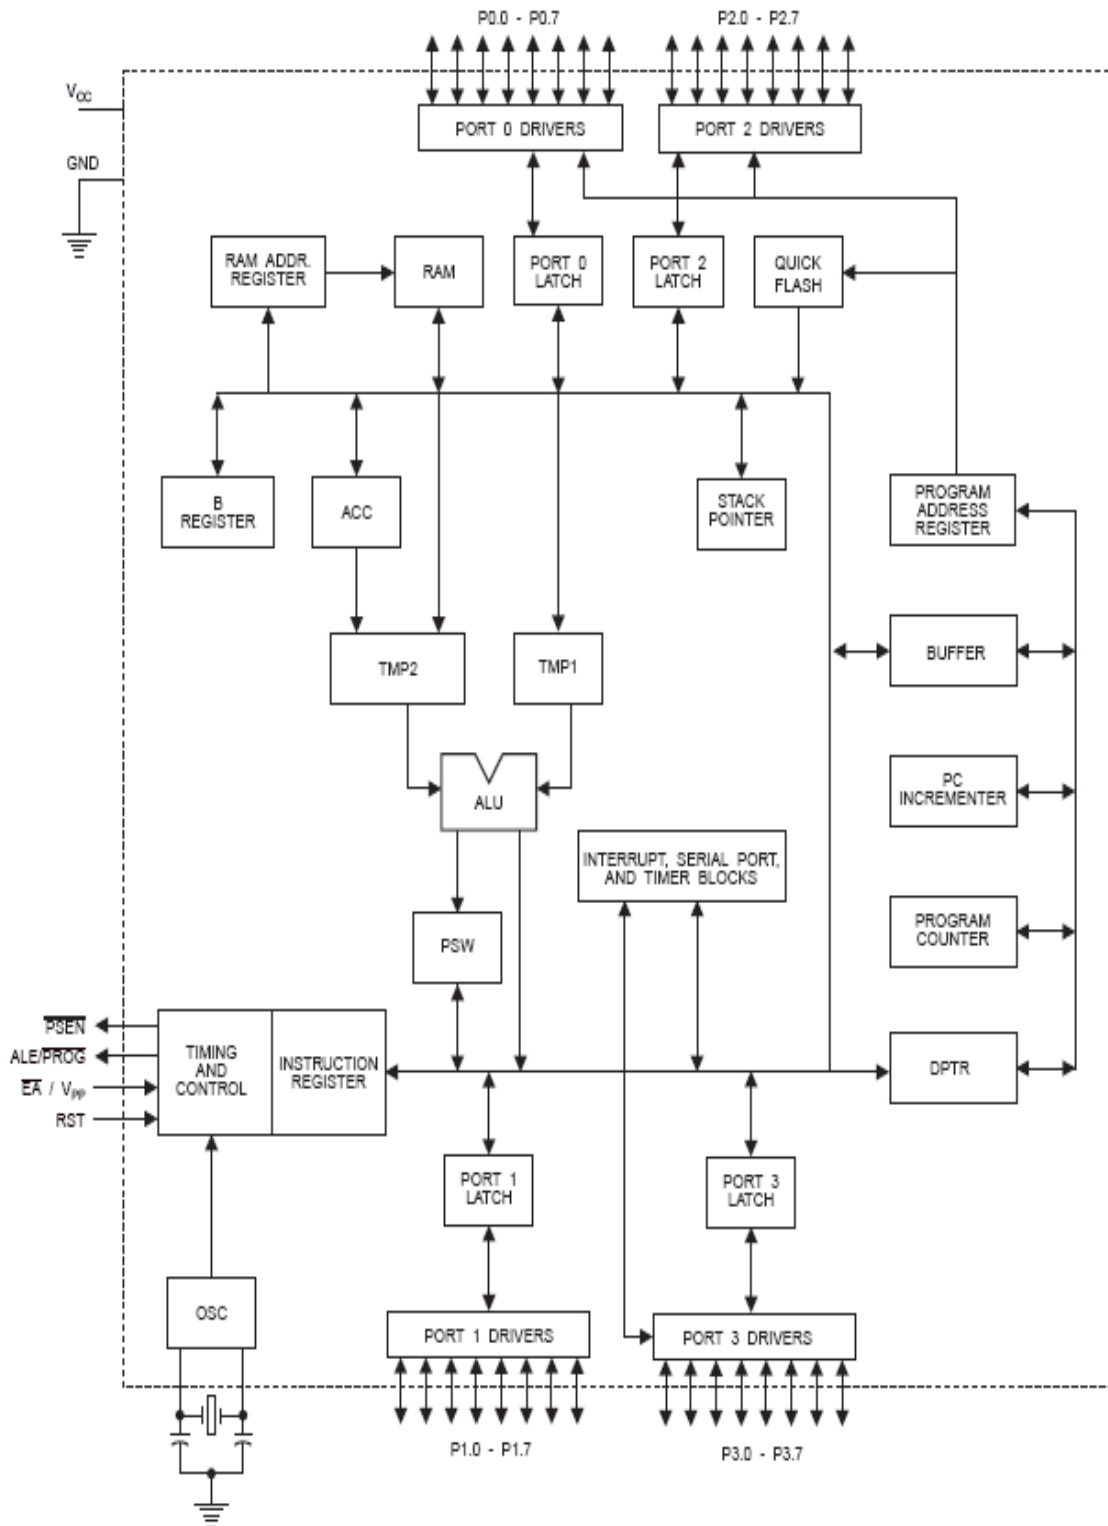 P0.0 - P0.7
P2.0 - P2.7
VCC
GND
PORT 0 DRIVERS
PORT 2 DRIVERS
RAM ADDR.
REGISTER
RAM
PORT 0
LATCH
PORT 2
LATCH
QUICK
FLASH
B
REGISTER
ACC
STACK
POINTER
PROGRAM
ADDRESS
REGISTER
TMP2
TMP1
BUFFER
ALU
PC
INCREMENTER
INTERRUPT, SERIAL PORT,
AND TIMER BLOCKS
PSW
PROGRAM
COUNTER
PSEN
ALE/PROG
EA / VPP
RST
TIMING
AND
CONTROL
INSTRUCTION
REGISTER
DPTR
PORT 1
LATCH
PORT 3
LATCH
OSC
PORT 1 DRIVERS
PORT 3 DRIVERS
P1.0 - P1.7
P3.0 - P3.7